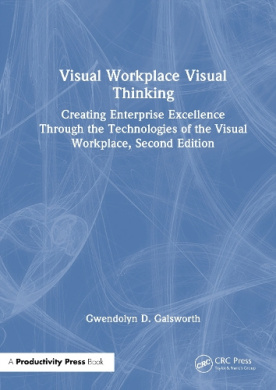 Visual Workplace Visual
Thinking
Creating Enterprise Excellence
Through the Technologies of the Visual
Workplace, Second Edition
Gwendolyn D. Galsworth
A Productivity Press Book
CRC Press
Taylor & Francis Group